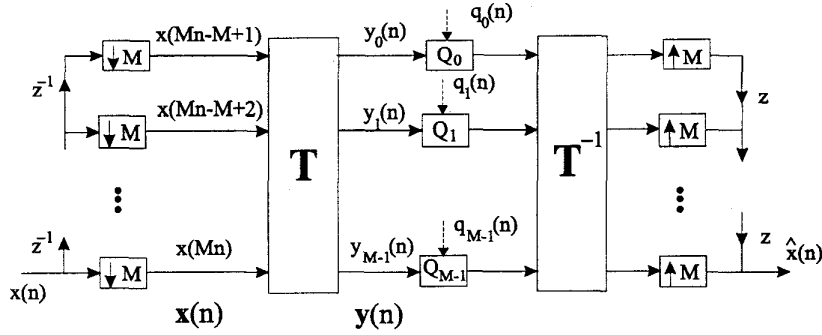 q₀(n)
x(Mn-M+1) y₀(n)
↓M Q₀ ↑M
z⁻¹ q₁(n)
x(Mn-M+2) y₁(n) z
↓M Q₁ ↑M
T T⁻¹
z⁻¹ x(Mn) y_{M-1}(n) q_{M-1}(n) z
↓M Q_{M-1} ↑M x̂(n)
x(n)
x(n) y(n)